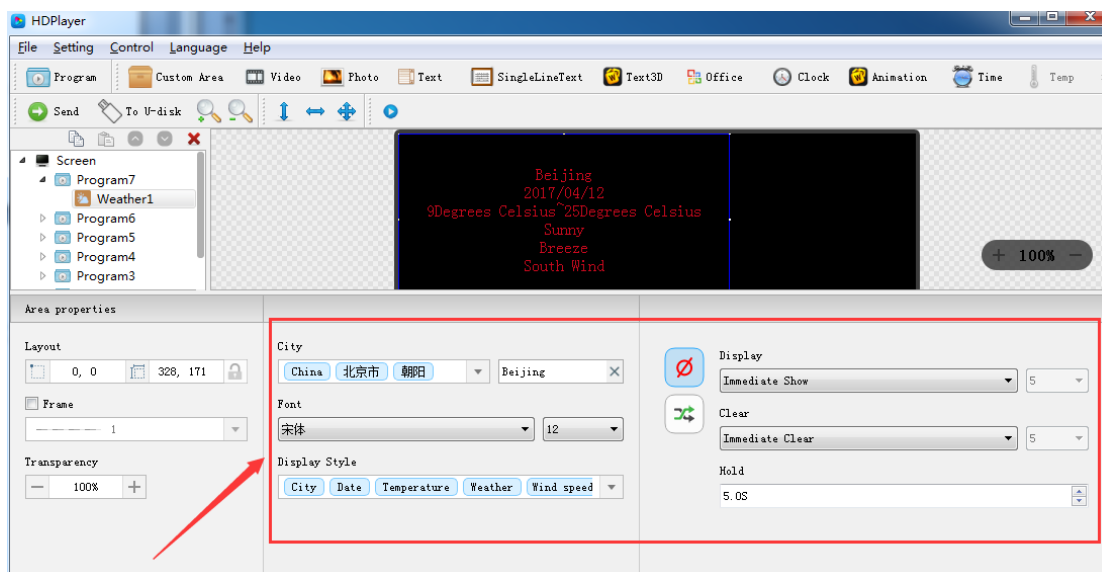 HDPlayer
File Setting Control Language Help
Program Custom Area Video Photo Text SingleLineText Text3D Office Clock Animation Time Temp
Send To U-disk
Screen
Program7
Weather1
Program6
Program5
Program4
Program3
Beijing
2017/04/12
9Degrees Celsius~25Degrees Celsius
Sunny
Breeze
South Wind
+ 100% −
Area properties
Layout
0, 0 328, 171
Frame
1
Transparency
— 100% +
City
China 北京市 朝阳 Beijing
Font
宋体 12
Display Style
City Date Temperature Weather Wind speed
Display
Immediate Show 5
Clear
Immediate Clear 5
Hold
5.0S